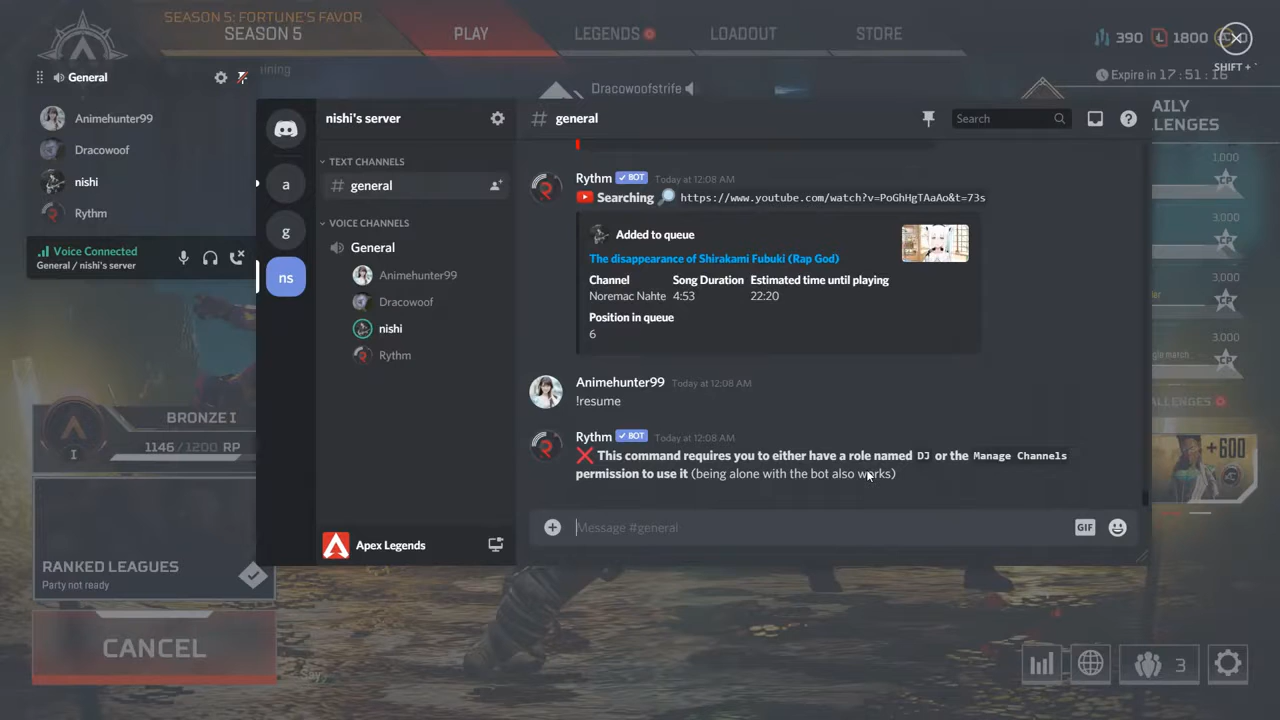 SEASON 5: FORTUNE'S FAVOR
SEASON 5
PLAY
LEGENDS
LOADOUT
STORE
390
1800
SHIFT +
Expire in 17:51:16
General
Dracowoofstrife
Animehunter99
Dracowoof
nishi
Rythm
Voice Connected
General / nishi's server
a
g
ns
nishi's server
TEXT CHANNELS
# general
VOICE CHANNELS
General
Animehunter99
Dracowoof
nishi
Rythm
Apex Legends
# general
Search
Rythm BOT Today at 12:08 AM
Searching https://www.youtube.com/watch?v=PoGhHgTAaAo&t=73s
Added to queue
The disappearance of Shirakami Fubuki (Rap God)
Channel Song Duration Estimated time until playing
Noremac Nahte 4:53 22:20
Position in queue
6
Animehunter99 Today at 12:08 AM
!resume
Rythm BOT Today at 12:08 AM
This command requires you to either have a role named DJ or the Manage Channels
permission to use it (being alone with the bot also works)
Message #general
GIF
1,000
CP
3,000
CP
3,000
CP
3,000
CP
+600
BRONZE I
1146/1200 RP
I
RANKED LEAGUES
Party not ready
CANCEL
Say
3